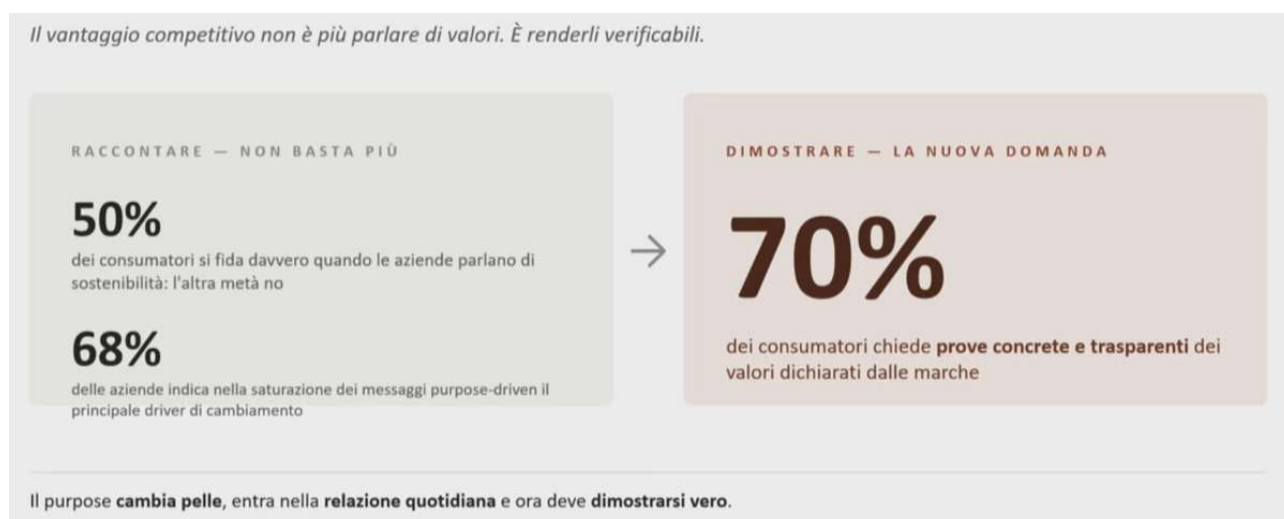 Il vantaggio competitivo non è più parlare di valori. È renderli verificabili.
RACCONTARE — NON BASTA PIÙ
50%
dei consumatori si fida davvero quando le aziende parlano di
sostenibilità: l'altra metà no
68%
delle aziende indica nella saturazione dei messaggi purpose-driven il
principale driver di cambiamento
DIMOSTRARE — LA NUOVA DOMANDA
70%
dei consumatori chiede prove concrete e trasparenti dei
valori dichiarati dalle marche
Il purpose cambia pelle, entra nella relazione quotidiana e ora deve dimostrarsi vero.